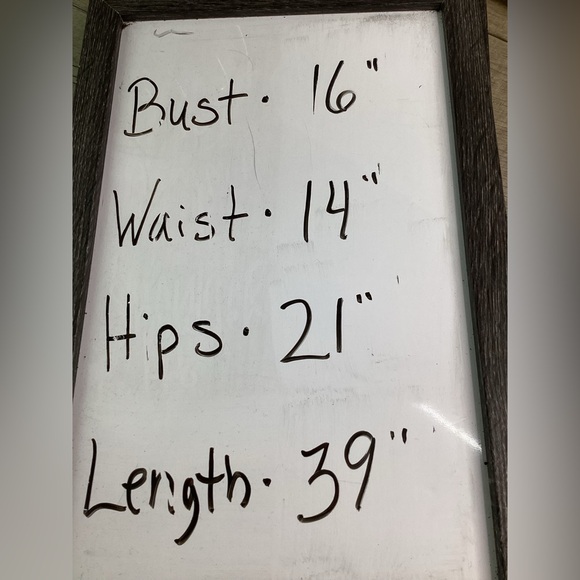 Bust. 16"
Waist. 14"
Hips. 21"
Length. 39"